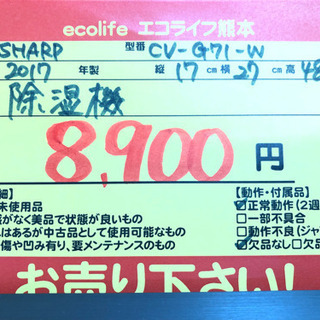 ecolife エコライフ熊本
SHARP 型番 CV-G71-W
2017 年製 縦 17 cm 横 27 cm 高 48
除湿機
8,900 円
細】 【動作・付属品】
未使用品 正常動作(2週
がなく美品で状態が良いもの 一部不具合
はあるが中古品として使用可能なもの 動作不良(ジャ
傷や凹み有り、要メンテナンスのもの 欠品なし 欠品
お売り下さい!